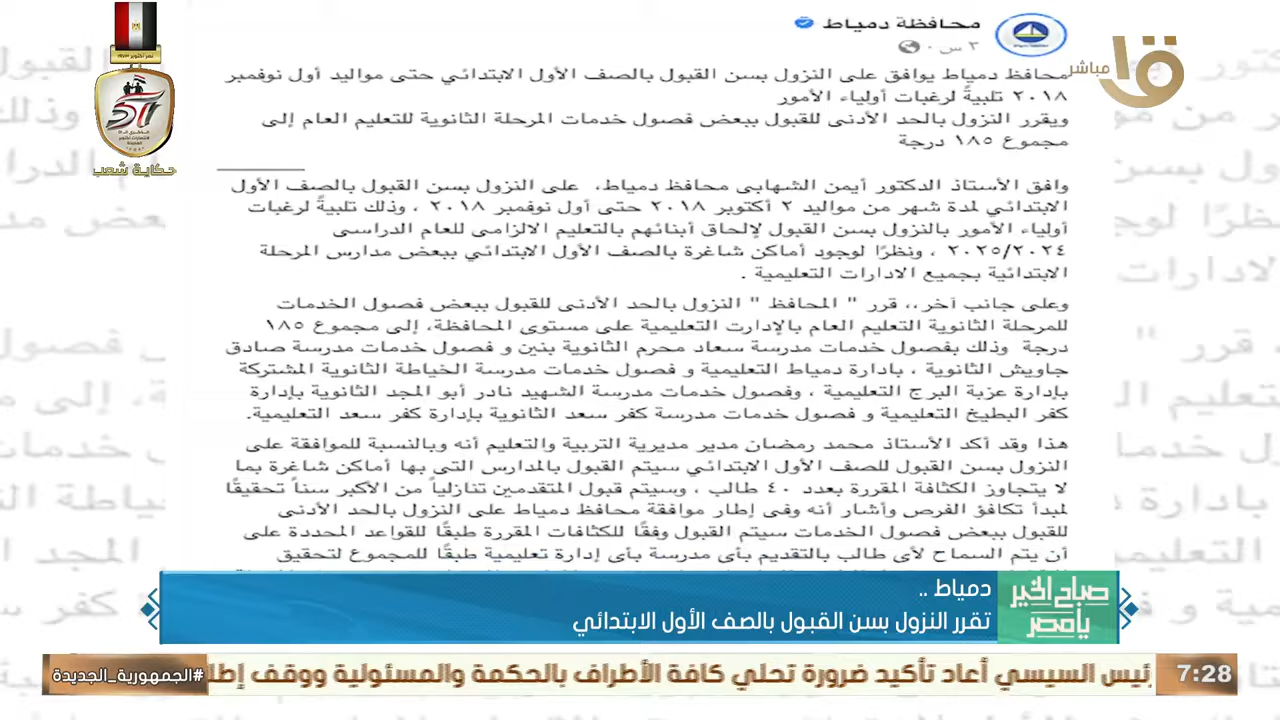 محافظة دمياط
٣ س ·
محافظ دمياط يوافق على النزول بسن القبول بالصف الأول الابتدائي حتى مواليد أول نوفمبر
٢٠١٨ تلبيةً لرغبات أولياء الأمور
ويقرر النزول بالحد الأدنى للقبول ببعض فصول خدمات المرحلة الثانوية للتعليم العام إلى
مجموع ١٨٥ درجة
وافق الأستاذ الدكتور أيمن الشهابى محافظ دمياط، على النزول بسن القبول بالصف الأول
الابتدائي لمدة شهر من مواليد ٢ أكتوبر ٢٠١٨ حتى أول نوفمبر ٢٠١٨ ، وذلك تلبيةً لرغبات
أولياء الأمور بالنزول بسن القبول لإلحاق أبنائهم بالتعليم الالزامى للعام الدراسى
٢٠٢٥/٢٠٢٤ ، ونظرًا لوجود أماكن شاغرة بالصف الأول الابتدائي ببعض مدارس المرحلة
الابتدائية بجميع الادارات التعليمية .
وعلى جانب آخر،، قرر " المحافظ " النزول بالحد الأدنى للقبول ببعض فصول الخدمات
للمرحلة الثانوية التعليم العام بالإدارت التعليمية على مستوى المحافظة، إلى مجموع ١٨٥
درجة وذلك بفصول خدمات مدرسة سعاد محرم الثانوية بنين و فصول خدمات مدرسة صادق
جاويش الثانوية ، بادارة دمياط التعليمية و فصول خدمات مدرسة الخياطة الثانوية المشتركة
بإدارة عزبة البرج التعليمية ، وفصول خدمات مدرسة الشهيد نادر أبو المجد الثانوية بإدارة
كفر البطيخ التعليمية و فصول خدمات مدرسة كفر سعد الثانوية بإدارة كفر سعد التعليمية.
هذا وقد أكد الأستاذ محمد رمضان مدير مديرية التربية والتعليم أنه وبالنسبة للموافقة على
النزول بسن القبول للصف الأول الابتدائي سيتم القبول بالمدارس التى بها أماكن شاغرة بما
لا يتجاوز الكثافة المقررة بعدد ٤٠ طالب ، وسيتم قبول المتقدمين تنازلياً من الأكبر سناً تحقيقًا
لمبدأ تكافؤ الفرص وأشار أنه وفى إطار موافقة محافظ دمياط على النزول بالحد الأدنى
للقبول ببعض فصول الخدمات سيتم القبول وفقًا للكثافات المقررة طبقًا للقواعد المحددة على
أن يتم السماح لأى طالب بالتقديم بأى مدرسة بأى إدارة تعليمية طبقًا للمجموع لتحقيق
مباشر
حكاية شعب
صباح الخير
يا مصر
دمياط ..
تقرر النزول بسن القبول بالصف الأول الابتدائي
7:28
ئيس السيسي أعاد تأكيد ضرورة تحلي كافة الأطراف بالحكمة والمسئولية ووقف إطلا
#الجمهورية_الجديدة